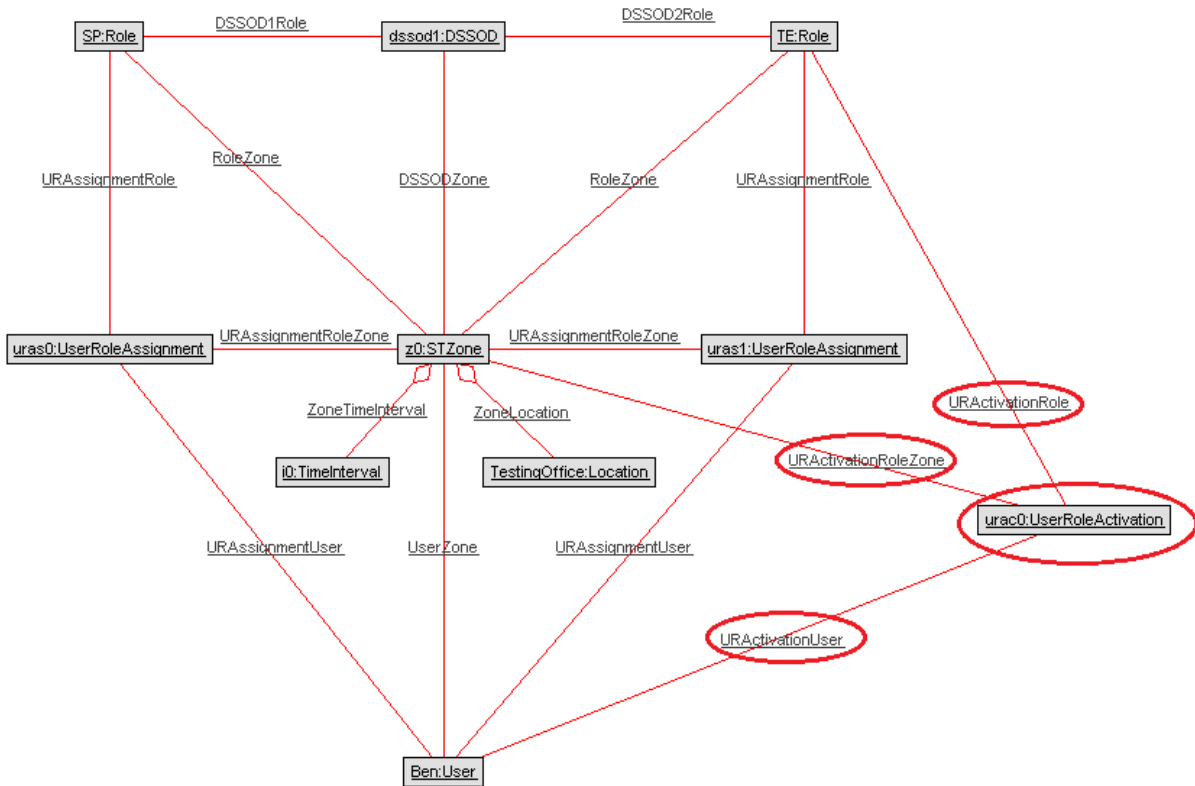 DSSOD1Role
DSSOD2Role
SP:Role
dssod1:DSSOD
TE:Role
RoleZone
RoleZone
URAssignmentRole
DSSODZone
URAssignmentRole
URAssignmentRoleZone
URAssignmentRoleZone
uras0:UserRoleAssignment
z0:STZone
uras1:UserRoleAssignment
URActivationRole
ZoneTimeInterval
ZoneLocation
URActivationRoleZone
i0:TimeInterval
TestingOffice:Location
urac0:UserRoleActivation
URAssignmentUser
UserZone
URAssignmentUser
URActivationUser
Ben:User